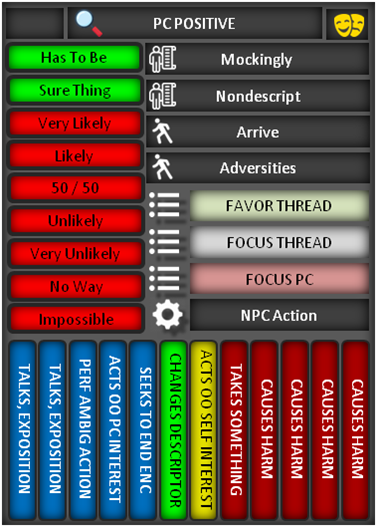 PC POSITIVE
Has To Be
Mockingly
Sure Thing
Nondescript
Very Likely
Arrive
Likely
Adversities
50 / 50
FAVOR THREAD
Unlikely
FOCUS THREAD
Very Unlikely
No Way
FOCUS PC
Impossible
NPC Action
TALKS, EXPOSITION
TALKS, EXPOSITION
PERF AMBIG ACTION
ACTS OO PC INTEREST
SEEKS TO END ENC
CHANGES DESCRIPTOR
ACTS OO SELF INTEREST
TAKES SOMETHING
CAUSES HARM
CAUSES HARM
CAUSES HARM
CAUSES HARM